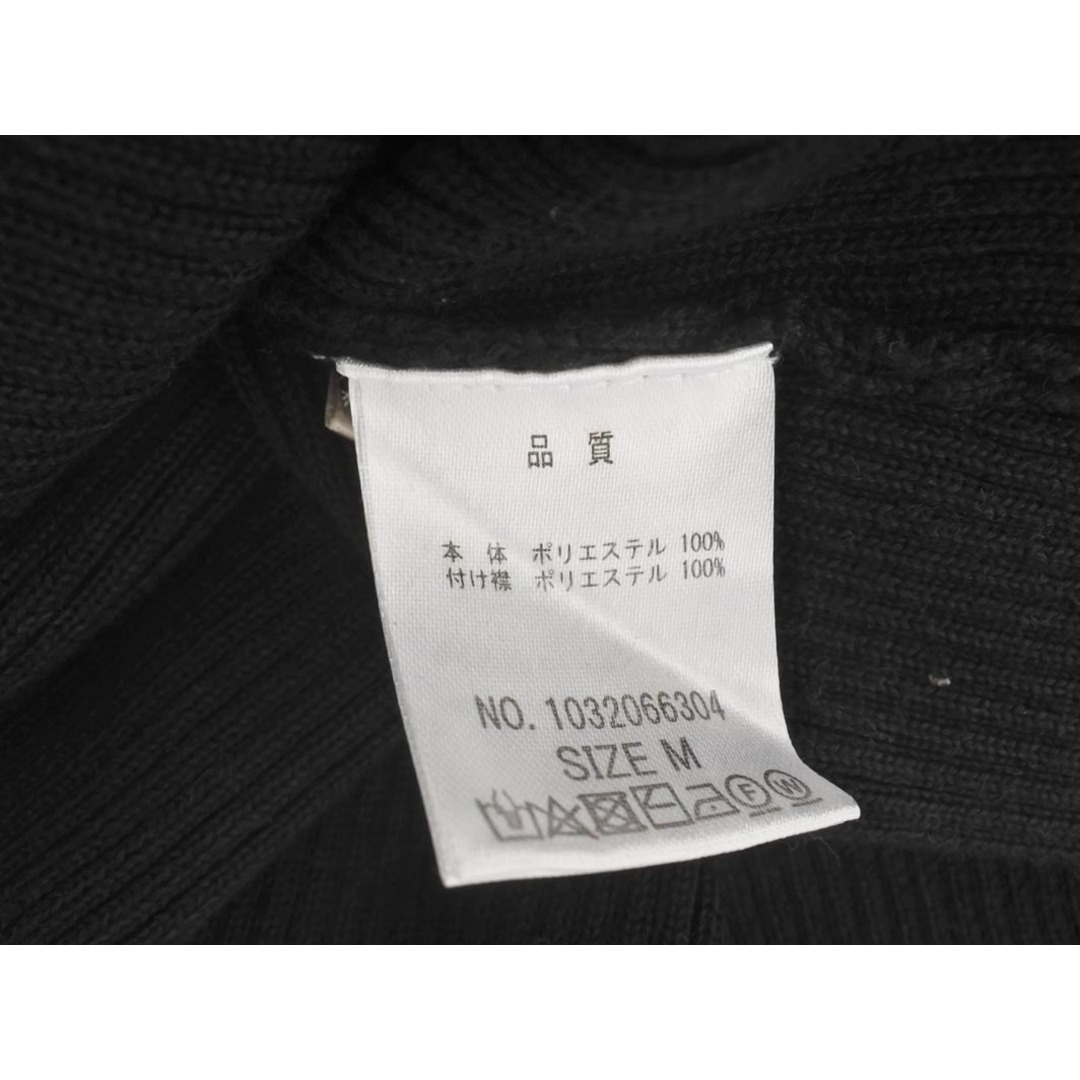 品 質
本 体 ポリエステル 100%
付け襟 ポリエステル 100%
NO. 1032066304
SIZE M
F W